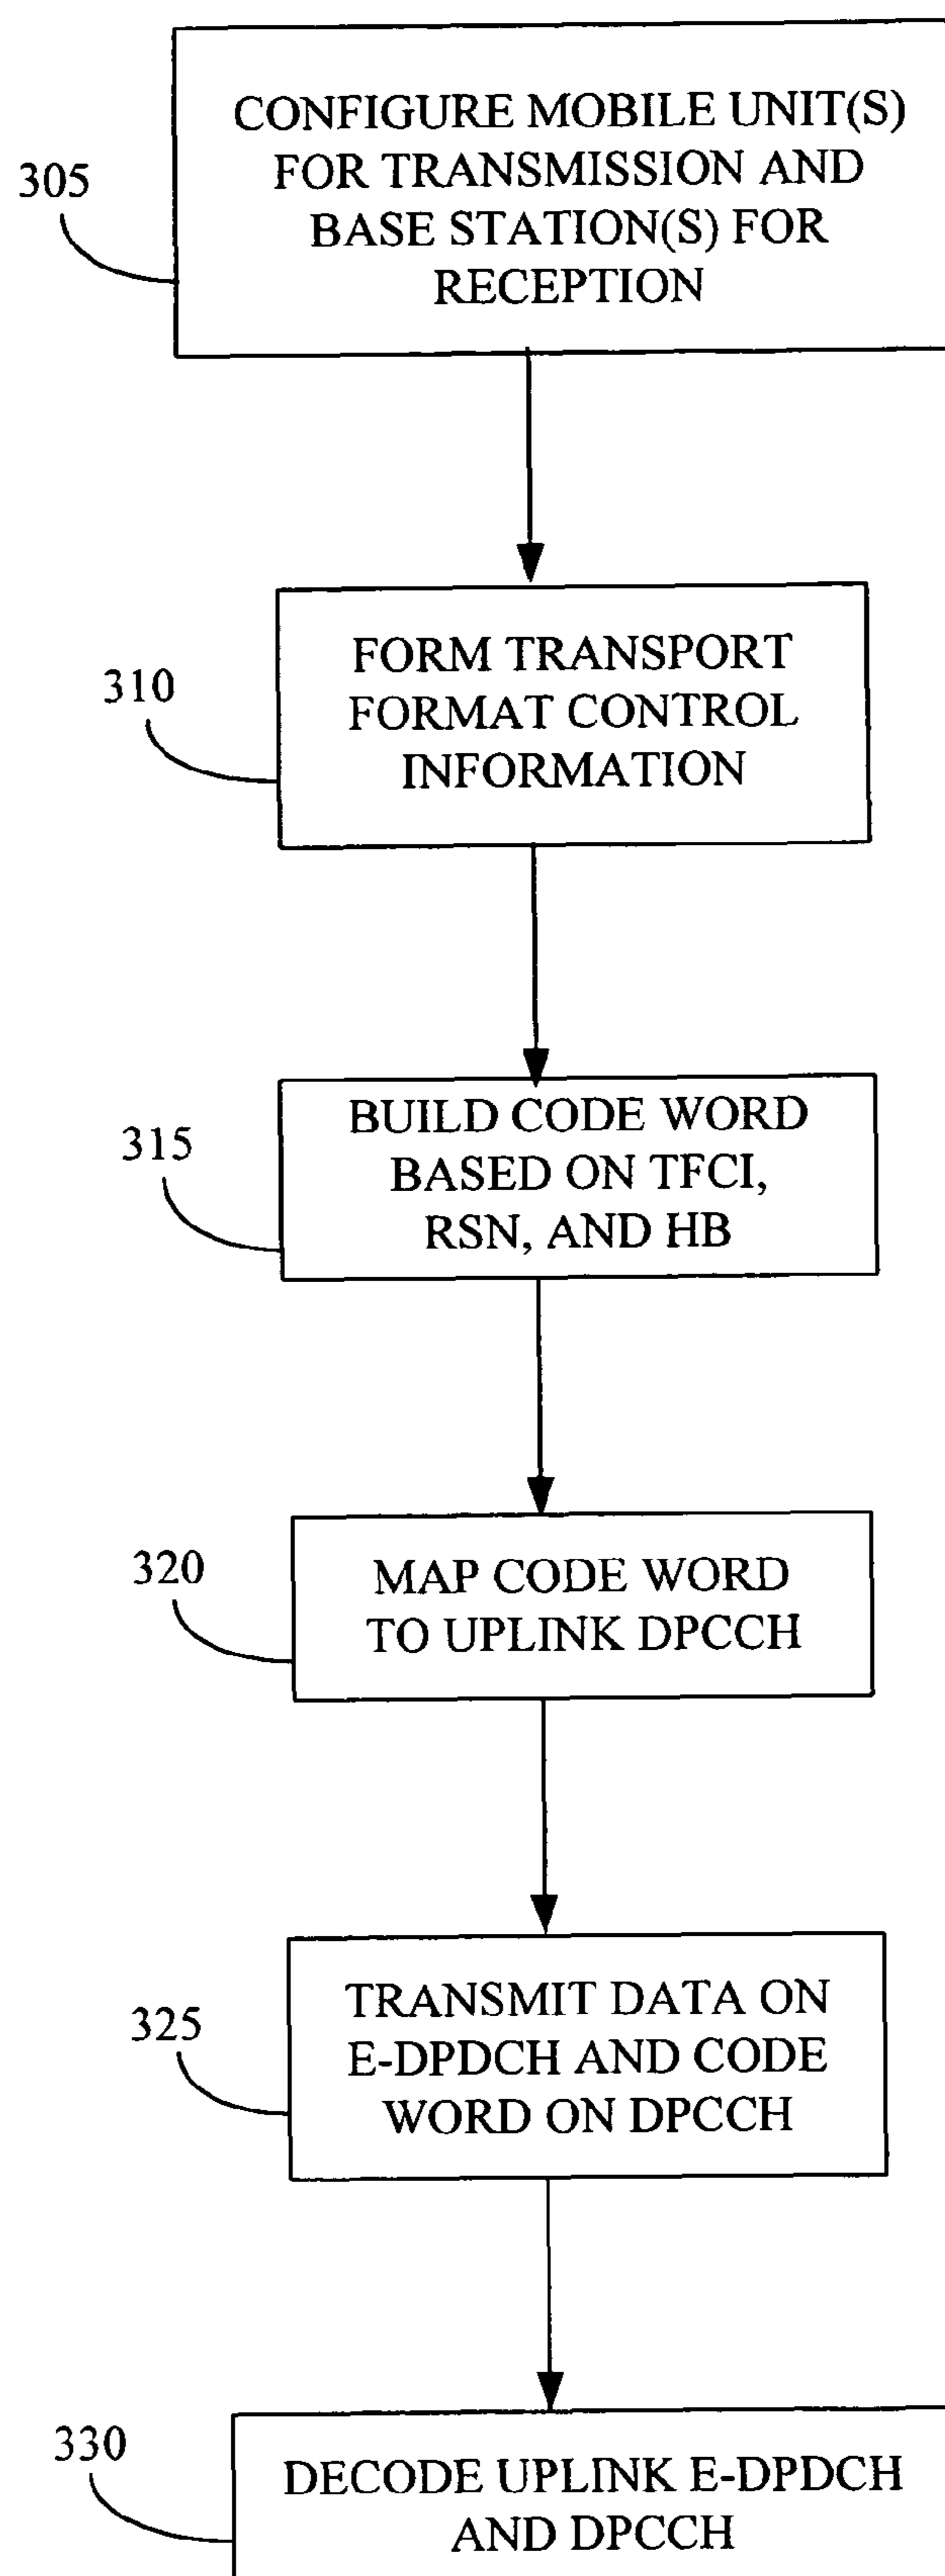 CONFIGURE MOBILE UNIT(S)
FOR TRANSMISSION AND
BASE STATION(S) FOR
RECEPTION
305
FORM TRANSPORT
FORMAT CONTROL
INFORMATION
310
BUILD CODE WORD
BASED ON TFCI,
RSN, AND HB
315
MAP CODE WORD
TO UPLINK DPCCH
320
TRANSMIT DATA ON
E-DPDCH AND CODE
WORD ON DPCCH
325
DECODE UPLINK E-DPDCH
AND DPCCH
330